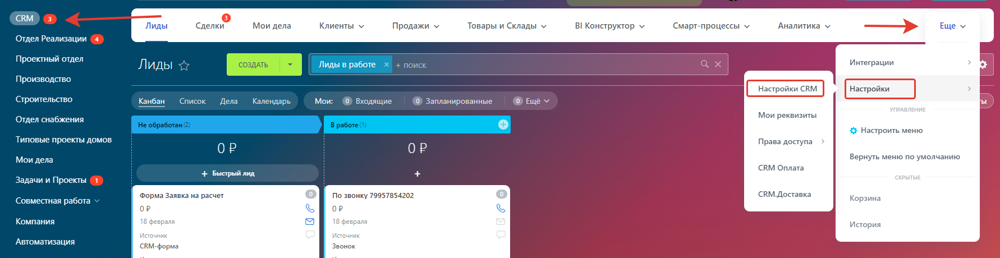 CRM 3
Отдел Реализации 4
Проектный отдел
Производство
Строительство
Отдел снабжения
Типовые проекты домов
Мои дела
Задачи и Проекты 1
Совместная работа
Компания
Автоматизация
Лиды Сделки 3 Мои дела Клиенты Продажи Товары и Склады BI Конструктор Смарт-процессы Аналитика Еще
Лиды СОЗДАТЬ Лиды в работе × + поиск
Канбан Список Дела Календарь Мои: 0 Входящие 0 Запланированные 0 Ещё
Не обработан (2)
0 ₽
+ Быстрый лид
Форма Заявка на расчет 0
0 ₽
18 февраля
Источник
CRM-форма
В работе (1)
0 ₽
+
По звонку 79957854202 0
0 ₽
18 февраля
Источник
Звонок
Настройки CRM
Мои реквизиты
Права доступа
CRM Оплата
CRM.Доставка
Интеграции
Настройки
УПРАВЛЕНИЕ
Настроить меню
Вернуть меню по умолчанию
СКРЫТЫЕ
Корзина
История